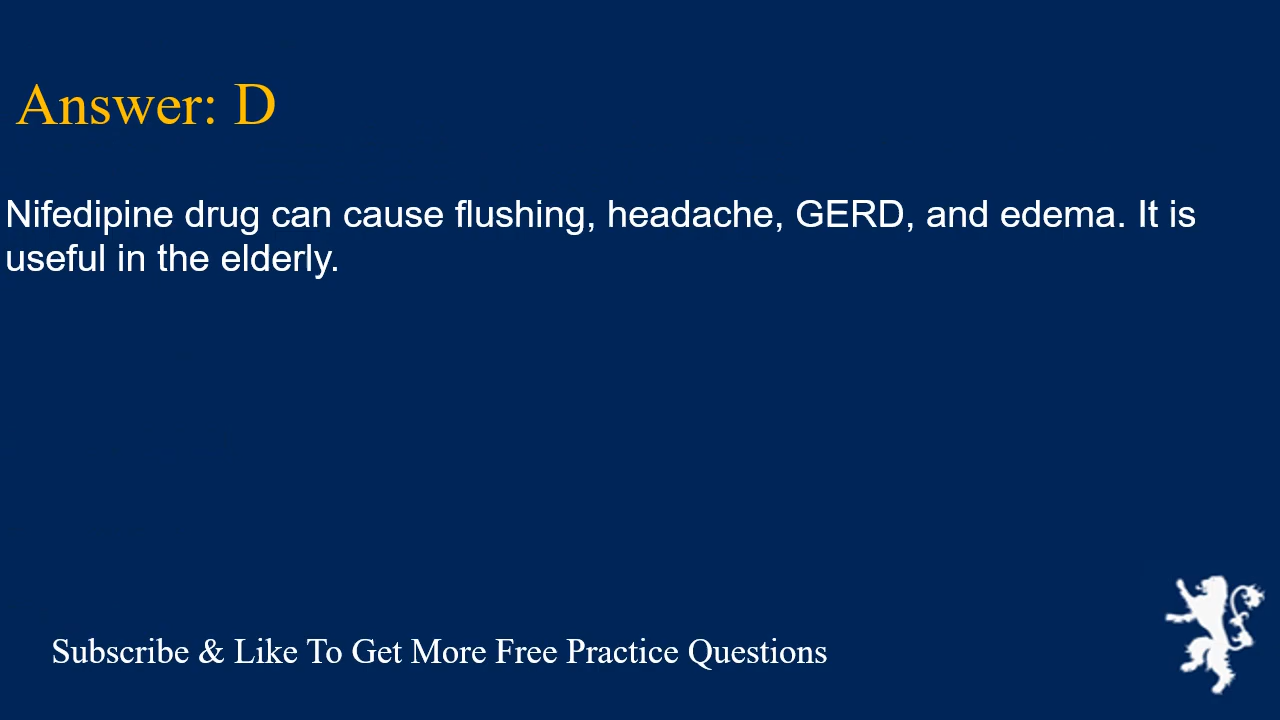 Answer: D
Nifedipine drug can cause flushing, headache, GERD, and edema. It is
useful in the elderly.
Subscribe & Like To Get More Free Practice Questions